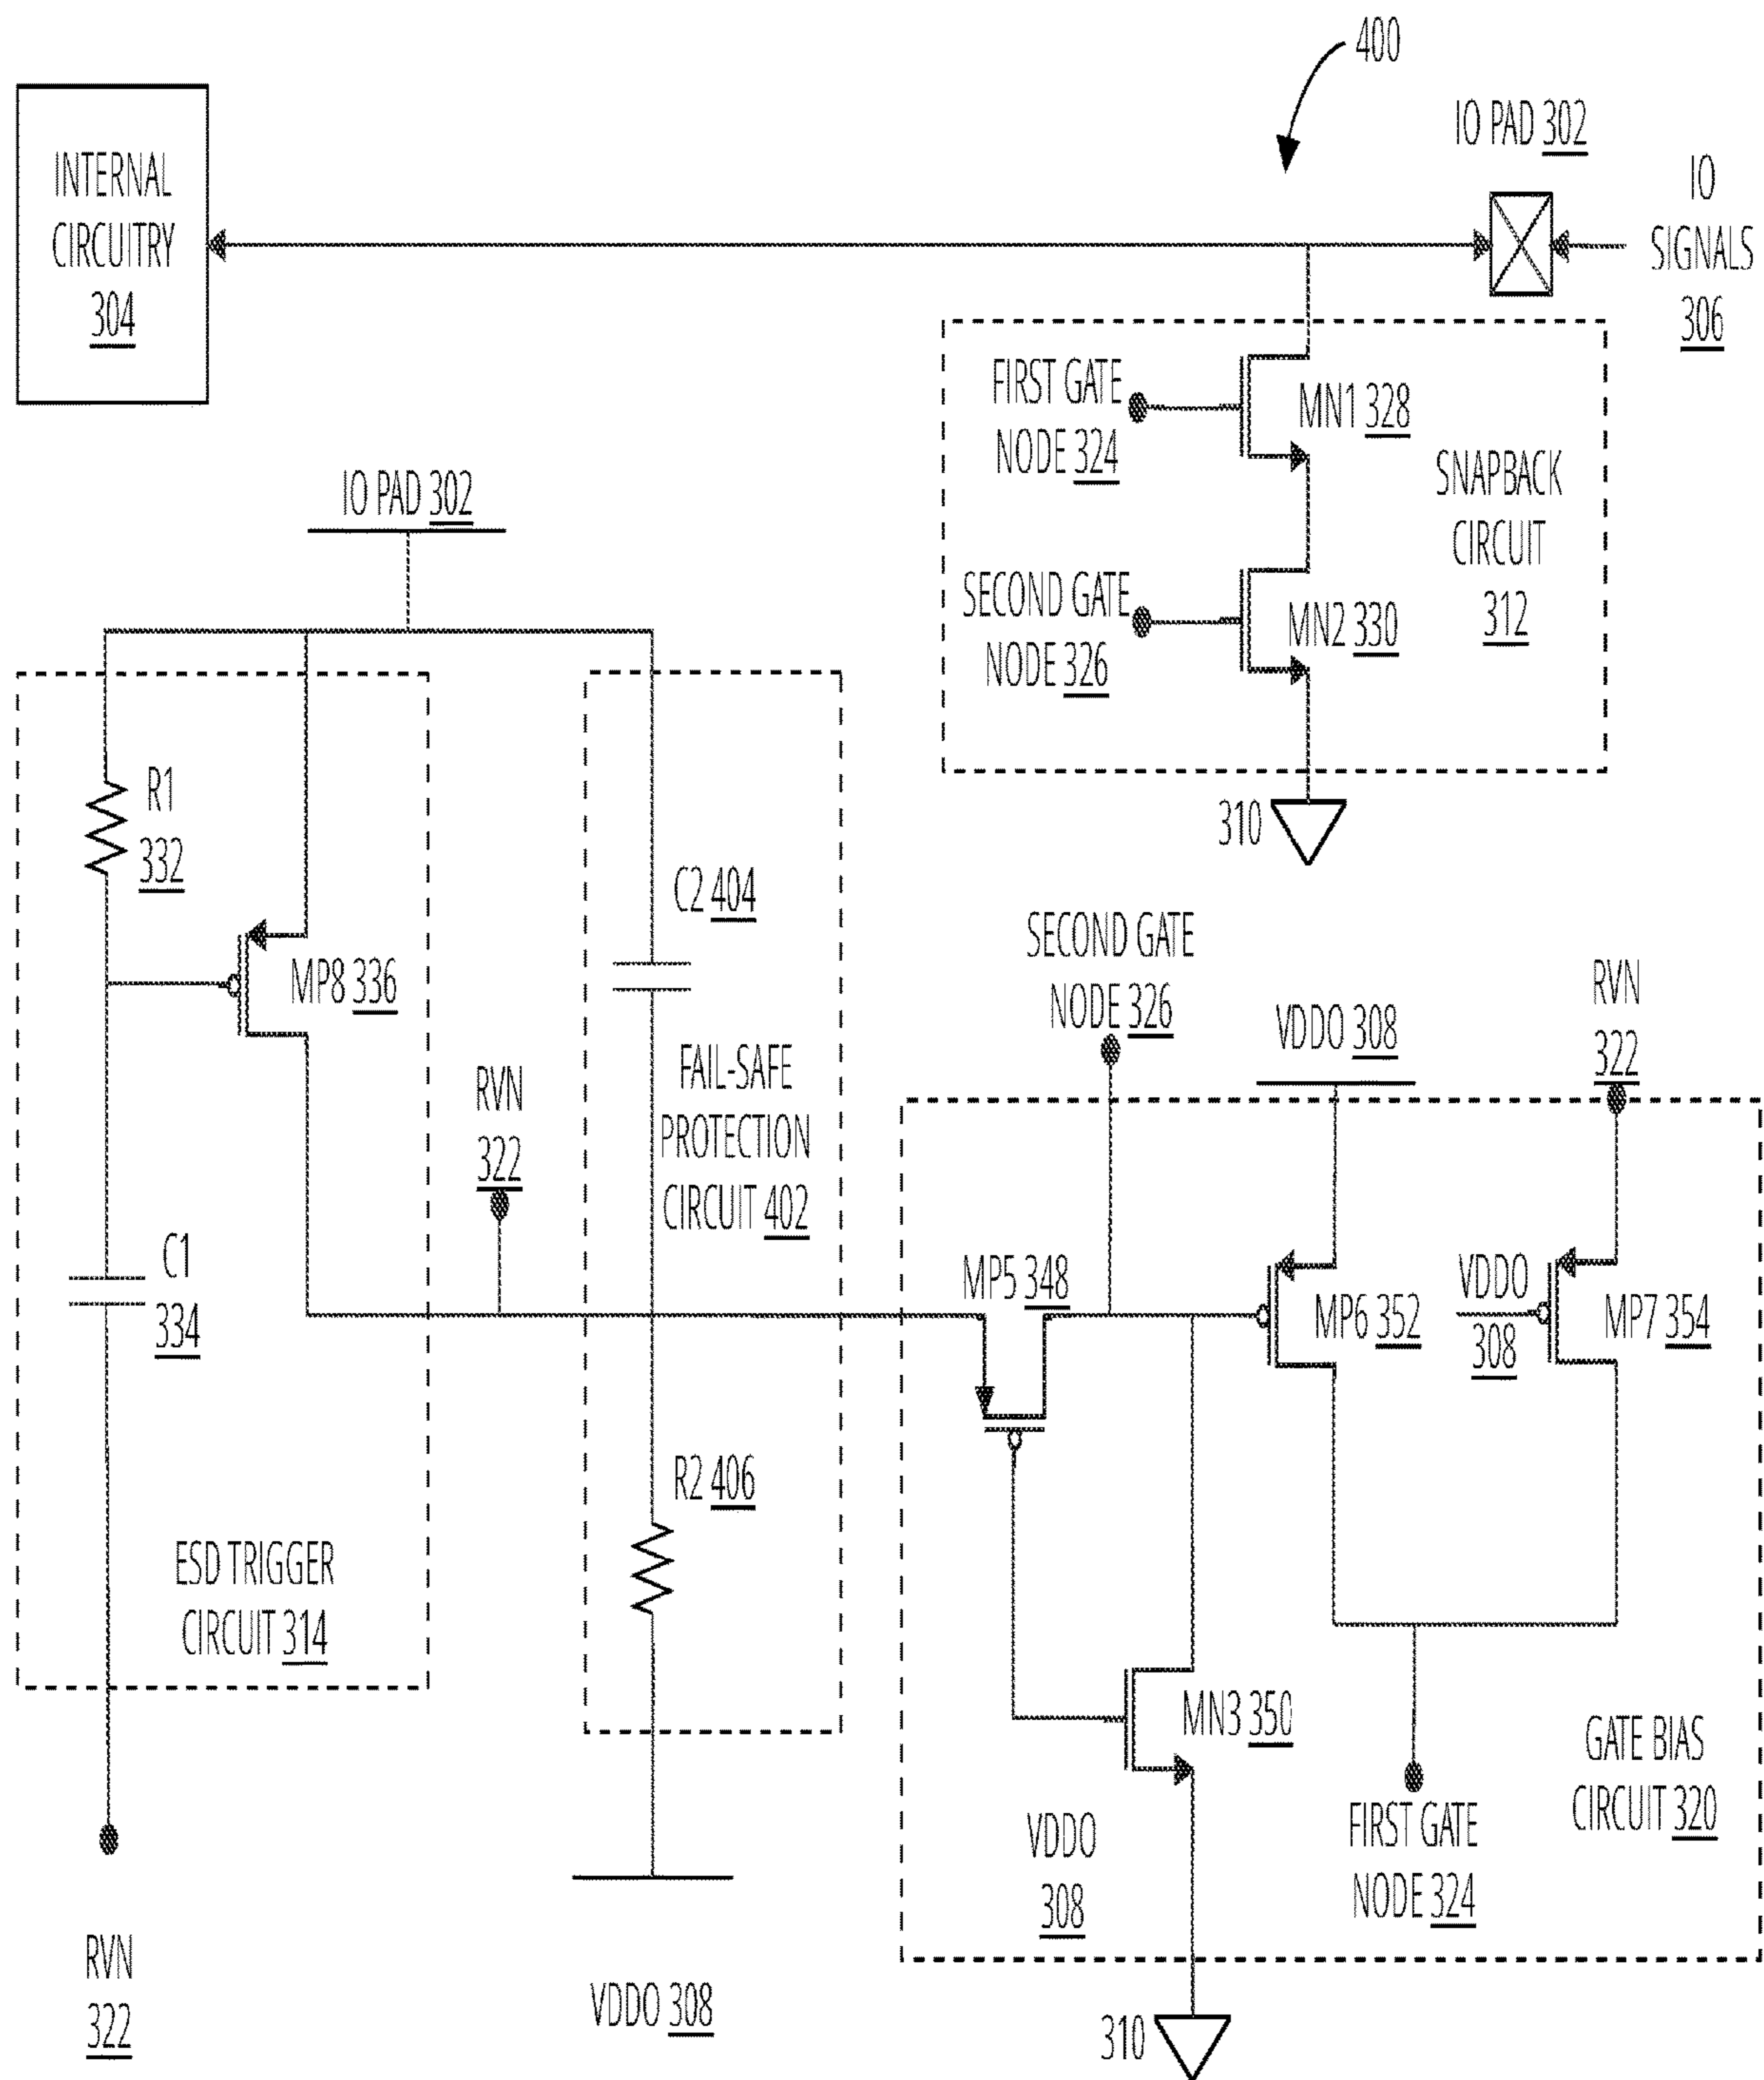 400
IO PAD 302
INTERNAL
CIRCUITRY
304
IO
SIGNALS
306
FIRST GATE
NODE 324
MN1 328
SNAPBACK
CIRCUIT
312
SECOND GATE
NODE 326
MN2 330
310
IO PAD 302
R1
332
MP8 336
C1
334
ESD TRIGGER
CIRCUIT 314
RVN
322
RVN
322
C2 404
FAIL-SAFE
PROTECTION
CIRCUIT 402
R2 406
VDDO 308
SECOND GATE
NODE 326
VDDO 308
RVN
322
MP5 348
MP6 352
VDDO
308
MP7 354
MN3 350
VDDO
308
FIRST GATE
NODE 324
GATE BIAS
CIRCUIT 320
310